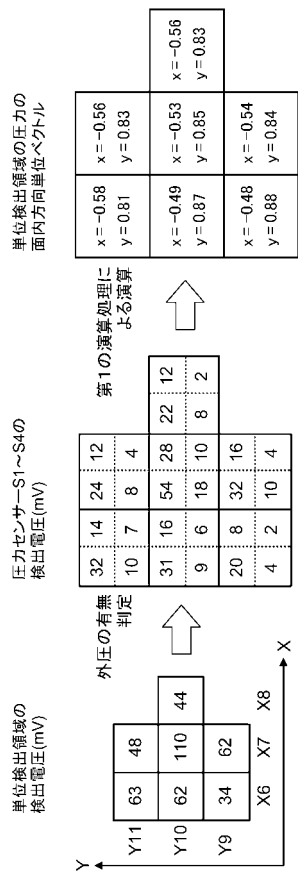 単位検出領域の
検出電圧(mV)
Y
Y11 63 48
Y10 62 110 44
Y9 34 62
X6 X7 X8
X
外圧の有無
判定
圧力センサーS1~S4の
検出電圧(mV)
32 14 24 12
10 7 8 4
31 16 54 28 22 12
9 6 18 10 8 2
20 8 32 16
4 2 10 4
第1の演算処理に
よる演算
単位検出領域の圧力の
面内方向単位ベクトル
x=-0.58 x=-0.56
y=0.81 y=0.83
x=-0.49 x=-0.53 x=-0.56
y=0.87 y=0.85 y=0.83
x=-0.48 x=-0.54
y=0.88 y=0.84